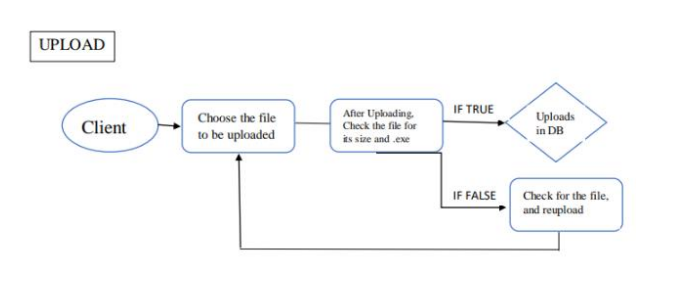 UPLOAD
Client
Choose the file
to be uploaded
After Uploading,
Check the file for
its size and .exe
IF TRUE
Uploads
in DB
IF FALSE
Check for the file,
and reupload